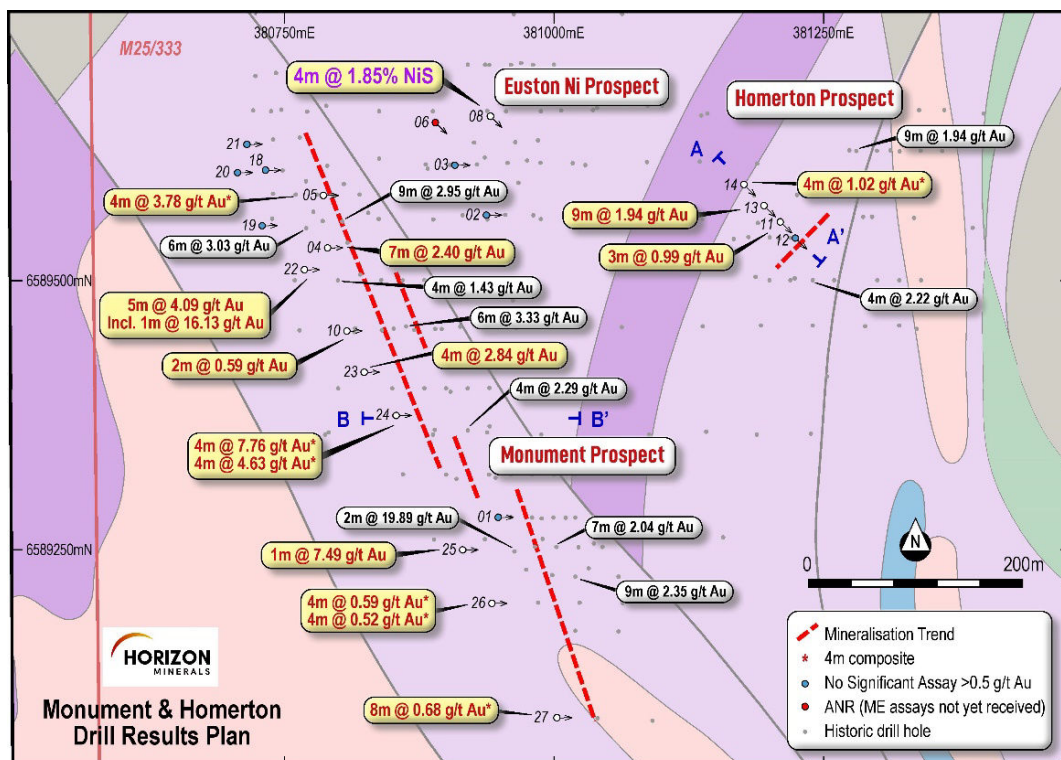 380750mE
381000mE
381250mE
M25/333
4m @ 1.85% NiS
Euston Ni Prospect
Homerton Prospect
08
06
9m @ 1.94 g/t Au
21
A
18
20
03
14
4m @ 1.02 g/t Au*
4m @ 3.78 g/t Au*
05
9m @ 2.95 g/t Au
9m @ 1.94 g/t Au
13
02
11
19
A'
12
6m @ 3.03 g/t Au
04
7m @ 2.40 g/t Au
3m @ 0.99 g/t Au
22
6589500mN
4m @ 1.43 g/t Au
4m @ 2.22 g/t Au
5m @ 4.09 g/t Au
Incl. 1m @ 16.13 g/t Au
6m @ 3.33 g/t Au
10
2m @ 0.59 g/t Au
4m @ 2.84 g/t Au
23
4m @ 2.29 g/t Au
B
24
B'
4m @ 7.76 g/t Au*
4m @ 4.63 g/t Au*
Monument Prospect
2m @ 19.89 g/t Au
01
7m @ 2.04 g/t Au
6589250mN
1m @ 7.49 g/t Au
25
N
0
200m
9m @ 2.35 g/t Au
4m @ 0.59 g/t Au*
4m @ 0.52 g/t Au*
26
Mineralisation Trend
* 4m composite
No Significant Assay >0.5 g/t Au
ANR (ME assays not yet received)
Historic drill hole
HORIZON
MINERALS
Monument & Homerton
Drill Results Plan
8m @ 0.68 g/t Au*
27